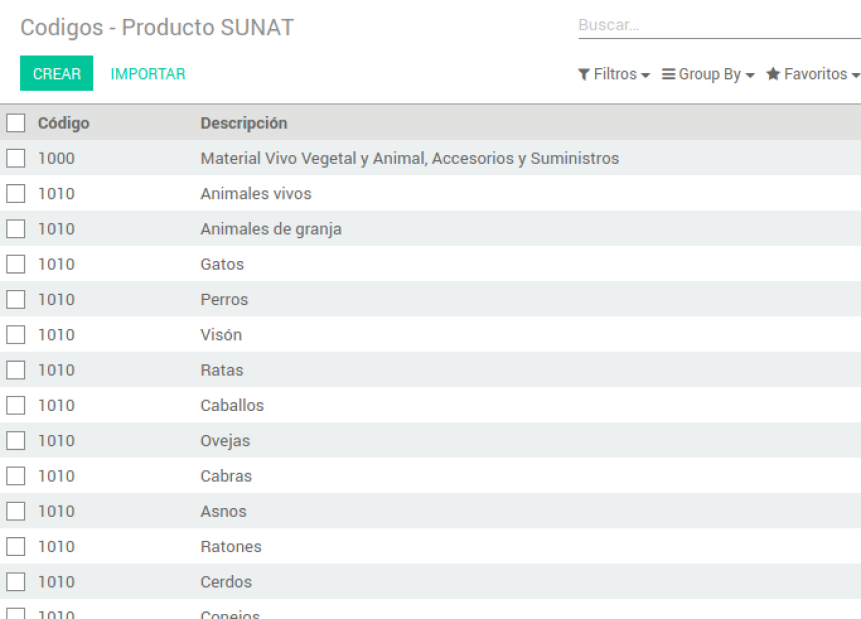 Codigos - Producto SUNAT
Buscar...
CREAR IMPORTAR
Filtros Group By Favoritos
Código Descripción
1000 Material Vivo Vegetal y Animal, Accesorios y Suministros
1010 Animales vivos
1010 Animales de granja
1010 Gatos
1010 Perros
1010 Visón
1010 Ratas
1010 Caballos
1010 Ovejas
1010 Cabras
1010 Asnos
1010 Ratones
1010 Cerdos
1010 Conejos